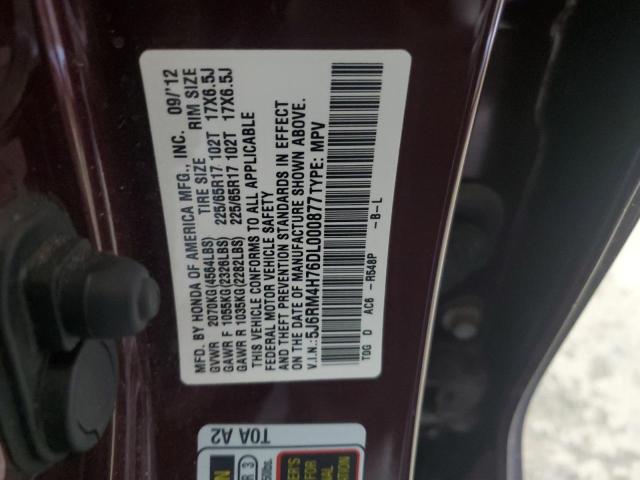 MFD. BY HONDA OF AMERICA MFG., INC. 09/'12
TIRE SIZE RIM SIZE
GVWR 2070KG(4564LBS) 225/65R17 102T 17X6.5J
GAWR F 1055KG(2326LBS) 225/65R17 102T 17X6.5J
GAWR R 1035KG(2282LBS)
THIS VEHICLE CONFORMS TO ALL APPLICABLE
FEDERAL MOTOR VEHICLE SAFETY
AND THEFT PREVENTION STANDARDS IN EFFECT
ON THE DATE OF MANUFACTURE SHOWN ABOVE.
V.I.N.: 5J6RM4H76DL000877 TYPE: MPV
T0G D AC6 -R548P -B-L
T0A A2